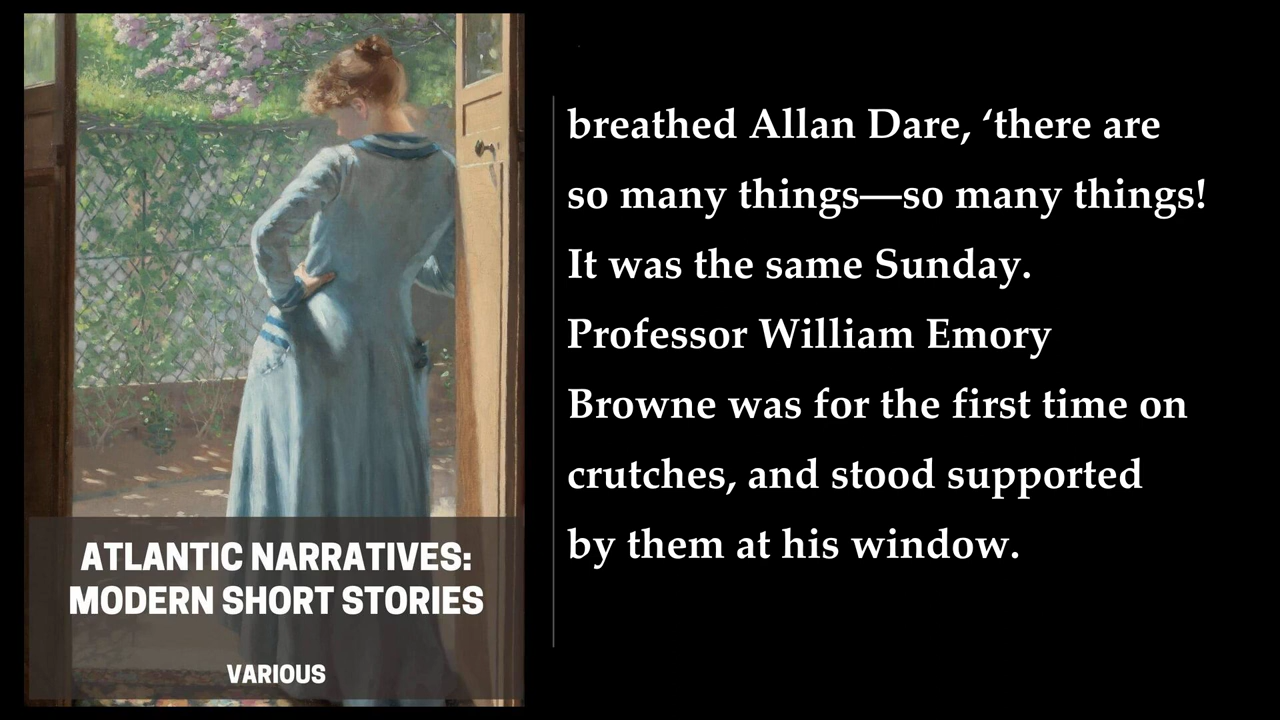 breathed Allan Dare, ‘there are
so many things—so many things!
It was the same Sunday.
Professor William Emory
Browne was for the first time on
crutches, and stood supported
by them at his window.
ATLANTIC NARRATIVES:
MODERN SHORT STORIES
VARIOUS